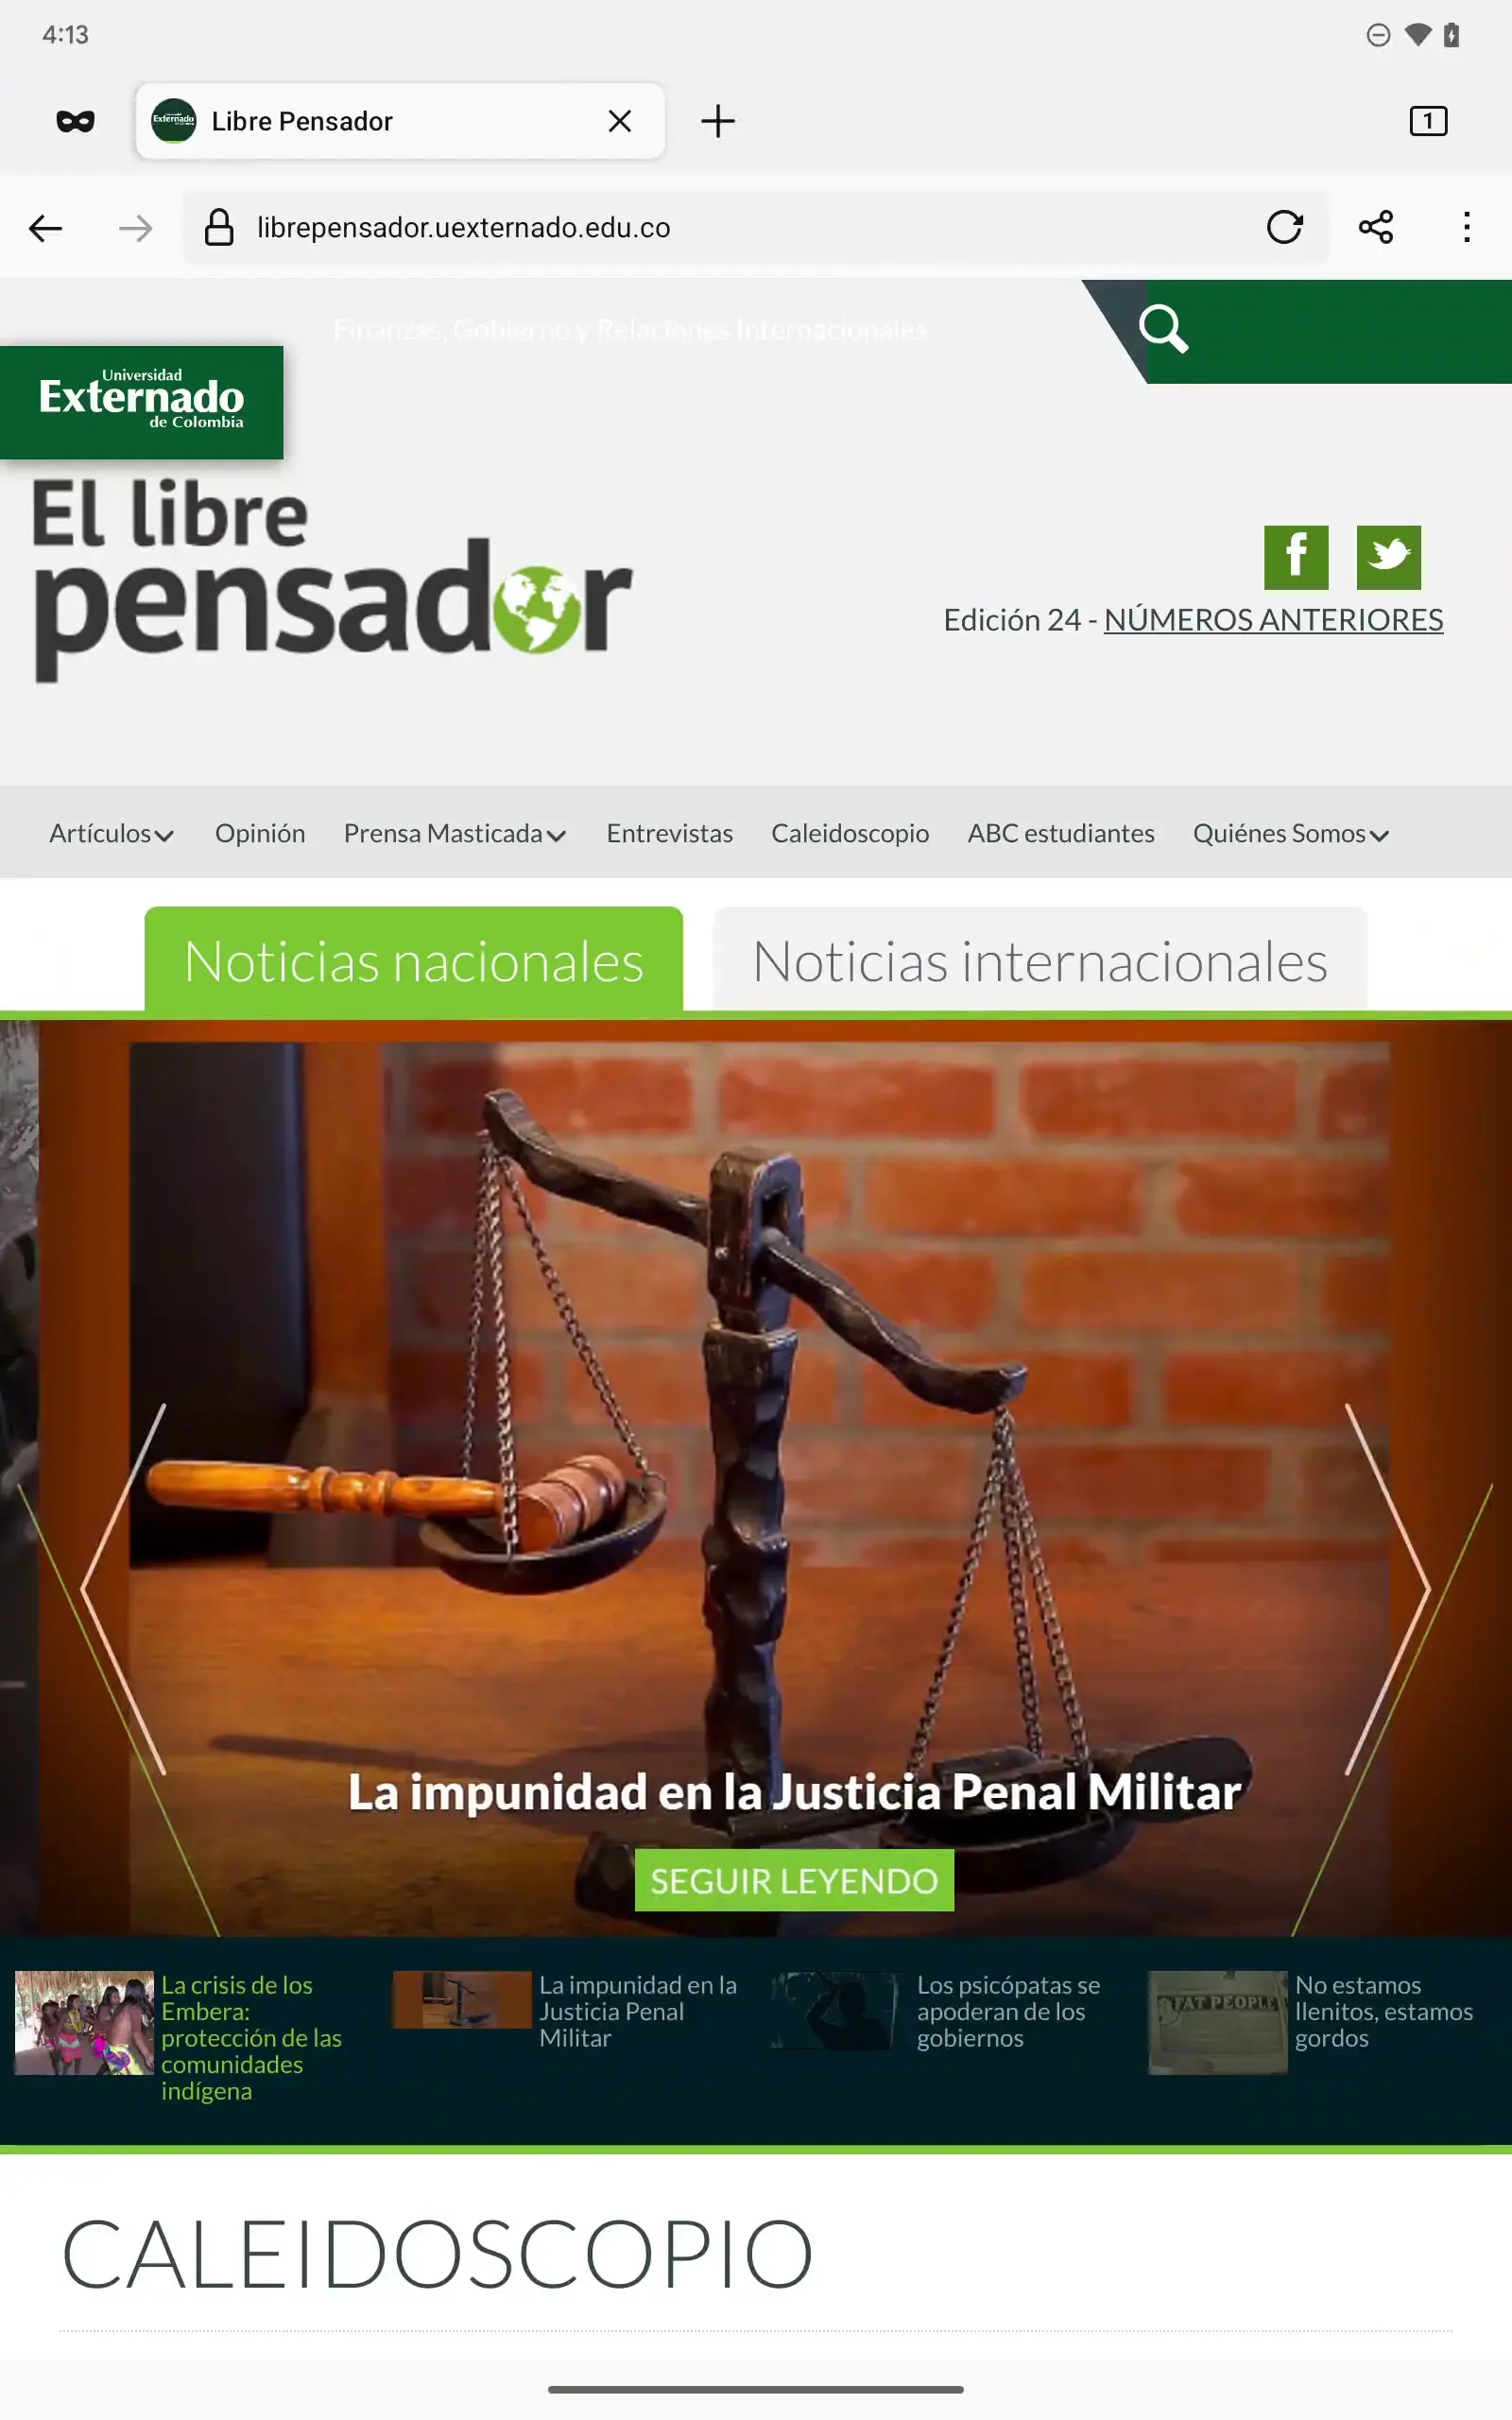 4:13
Libre Pensador
1
librepensador.uexternado.edu.co
Finanzas, Gobierno y Relaciones Internacionales
Universidad
Externado
de Colombia
El libre
pensador
Edición 24 - NÚMEROS ANTERIORES
Artículos Opinión Prensa Masticada Entrevistas Caleidoscopio ABC estudiantes Quiénes Somos
Noticias nacionales Noticias internacionales
La impunidad en la Justicia Penal Militar
SEGUIR LEYENDO
La crisis de los
Embera:
protección de las
comunidades
indígena
La impunidad en la
Justicia Penal
Militar
Los psicópatas se
apoderan de los
gobiernos
FAT PEOPLE
No estamos
llenitos, estamos
gordos
CALEIDOSCOPIO